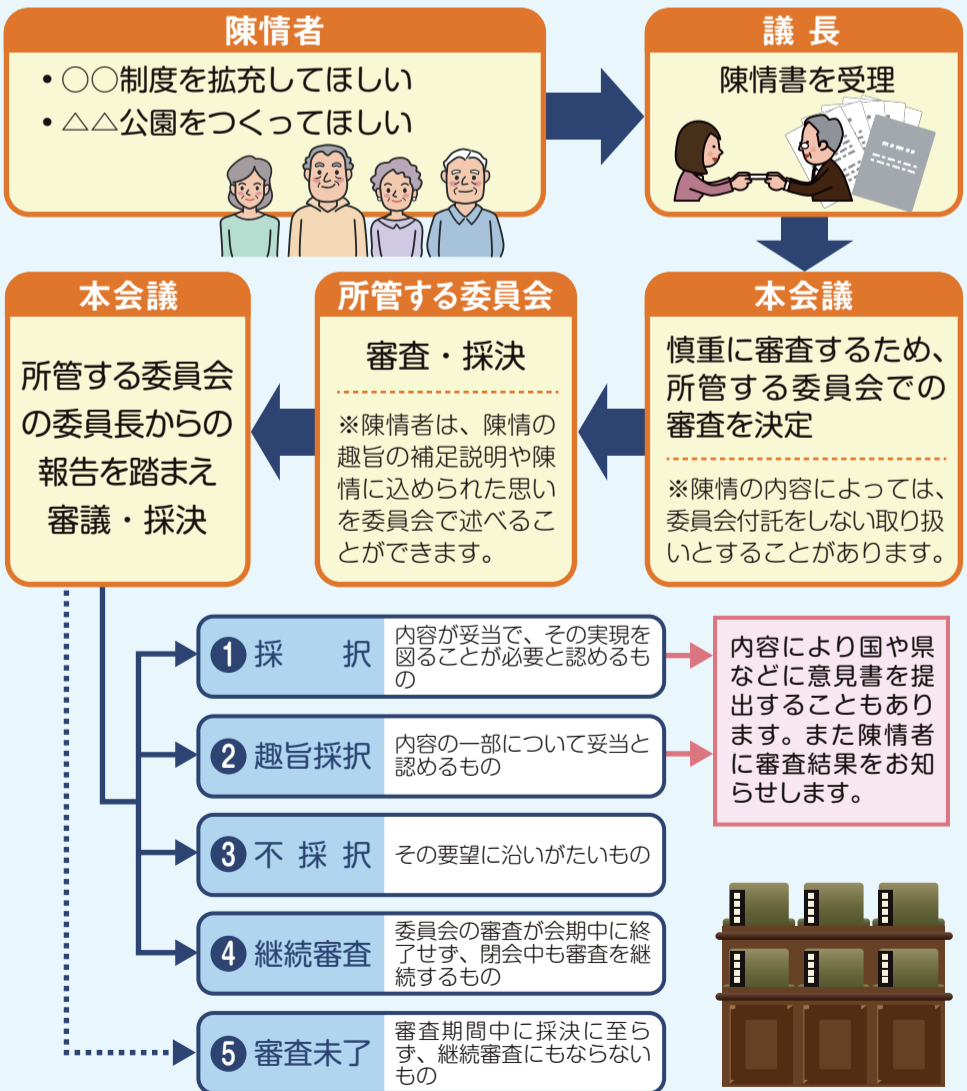 陳情者
・○○制度を拡充してほしい
・△△公園をつくってほしい
議 長
陳情書を受理
本会議
慎重に審査するため、
所管する委員会での
審査を決定
※陳情の内容によっては、
委員会付託をしない取り扱
いとすることがあります。
所管する委員会
審査・採決
※陳情者は、陳情の
趣旨の補足説明や陳
情に込められた思い
を委員会で述べるこ
とができます。
本会議
所管する委員会
の委員長からの
報告を踏まえ
審議・採決
❶ 採 択
内容が妥当で、その実現を
図ることが必要と認めるも
の
❷ 趣旨採択
内容の一部について妥当と
認めるもの
内容により国や県
などに意見書を提
出することもあり
ます。また陳情者
に審査結果をお知
らせします。
❸ 不 採 択
その要望に沿いがたいもの
❹ 継続審査
委員会の審査が会期中に終
了せず、閉会中も審査を継
続するもの
❺ 審査未了
審査期間中に採決に至ら
ず、継続審査にもならない
もの